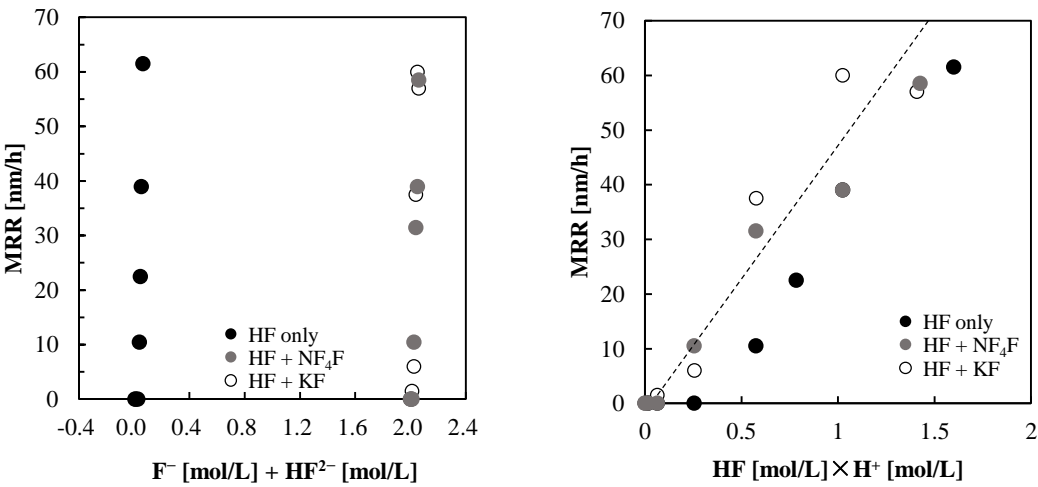 70
60
50
40
30
20
10
0
MRR [nm/h]
HF only
HF + NF₄F
HF + KF
-0.4 0.0 0.4 0.8 1.2 1.6 2.0 2.4
F⁻ [mol/L] + HF²⁻ [mol/L]
70
60
50
40
30
20
10
0
MRR [nm/h]
HF only
HF + NF₄F
HF + KF
0 0.5 1 1.5 2
HF [mol/L] × H⁺ [mol/L]